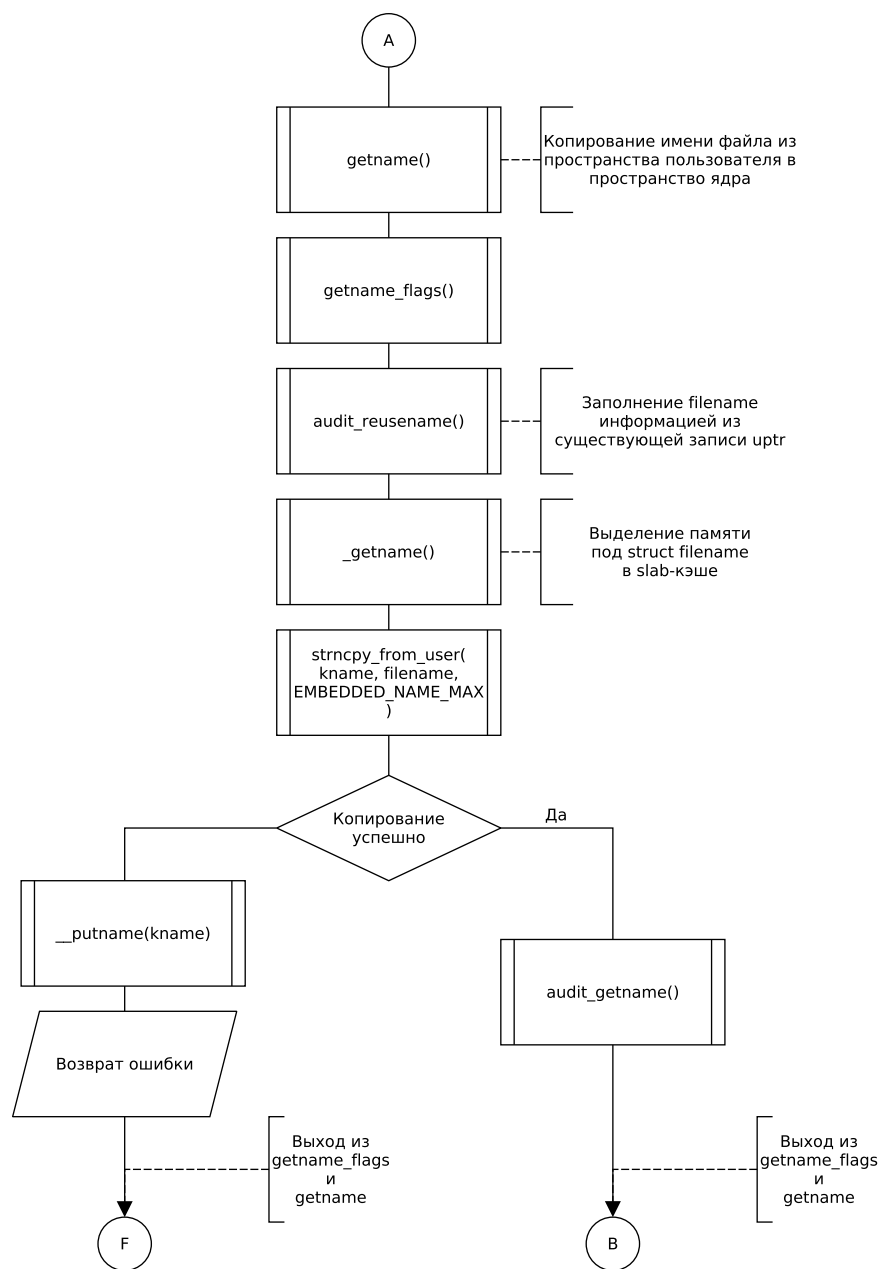 A
getname()
Копирование имени файла из
пространства пользователя в
пространство ядра
getname_flags()
audit_reusename()
Заполнение filename
информацией из
существующей записи uptr
_getname()
Выделение памяти
под struct filename
в slab-кэше
strncpy_from_user(
kname, filename,
EMBEDDED_NAME_MAX
)
Копирование
успешно
Да
__putname(kname)
audit_getname()
Возврат ошибки
Выход из
getname_flags
и
getname
Выход из
getname_flags
и
getname
F
B